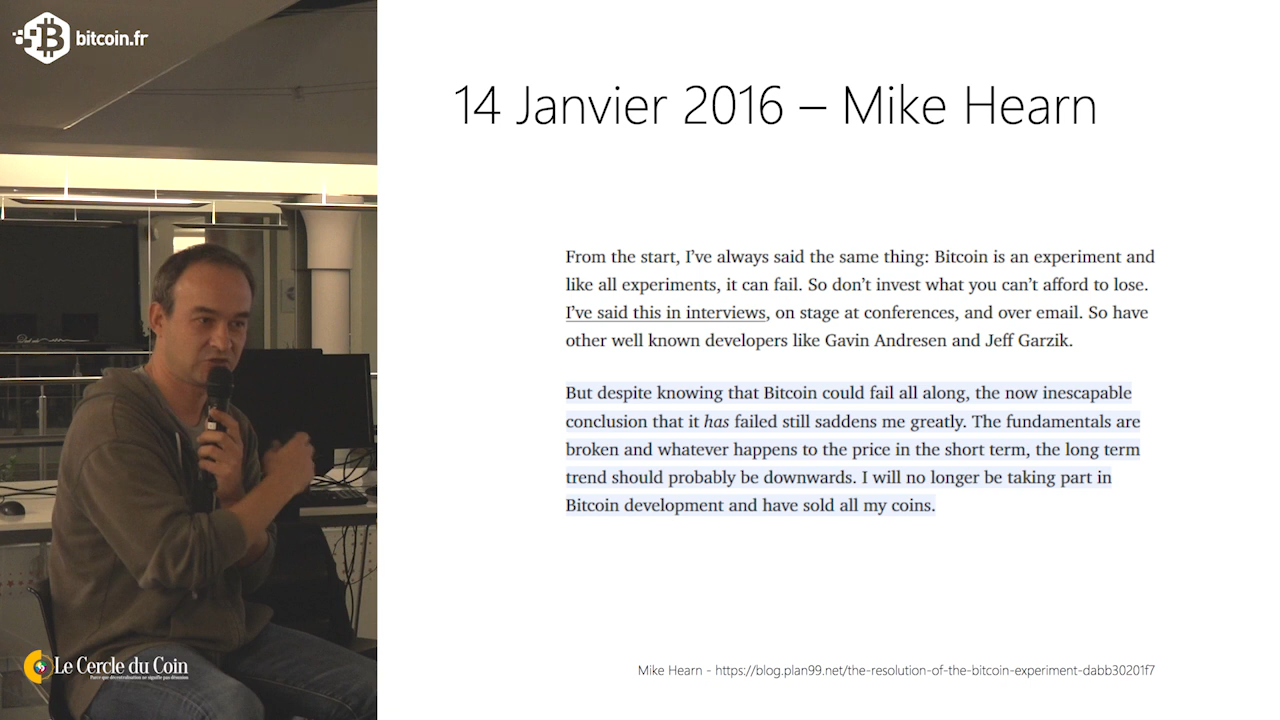 bitcoin.fr
14 Janvier 2016 – Mike Hearn
From the start, I’ve always said the same thing: Bitcoin is an experiment and
like all experiments, it can fail. So don’t invest what you can’t afford to lose.
I’ve said this in interviews, on stage at conferences, and over email. So have
other well known developers like Gavin Andresen and Jeff Garzik.
But despite knowing that Bitcoin could fail all along, the now inescapable
conclusion that it has failed still saddens me greatly. The fundamentals are
broken and whatever happens to the price in the short term, the long term
trend should probably be downwards. I will no longer be taking part in
Bitcoin development and have sold all my coins.
Le Cercle du Coin
Parce que décentralisation ne signifie pas désunion
Mike Hearn - https://blog.plan99.net/the-resolution-of-the-bitcoin-experiment-dabb30201f7